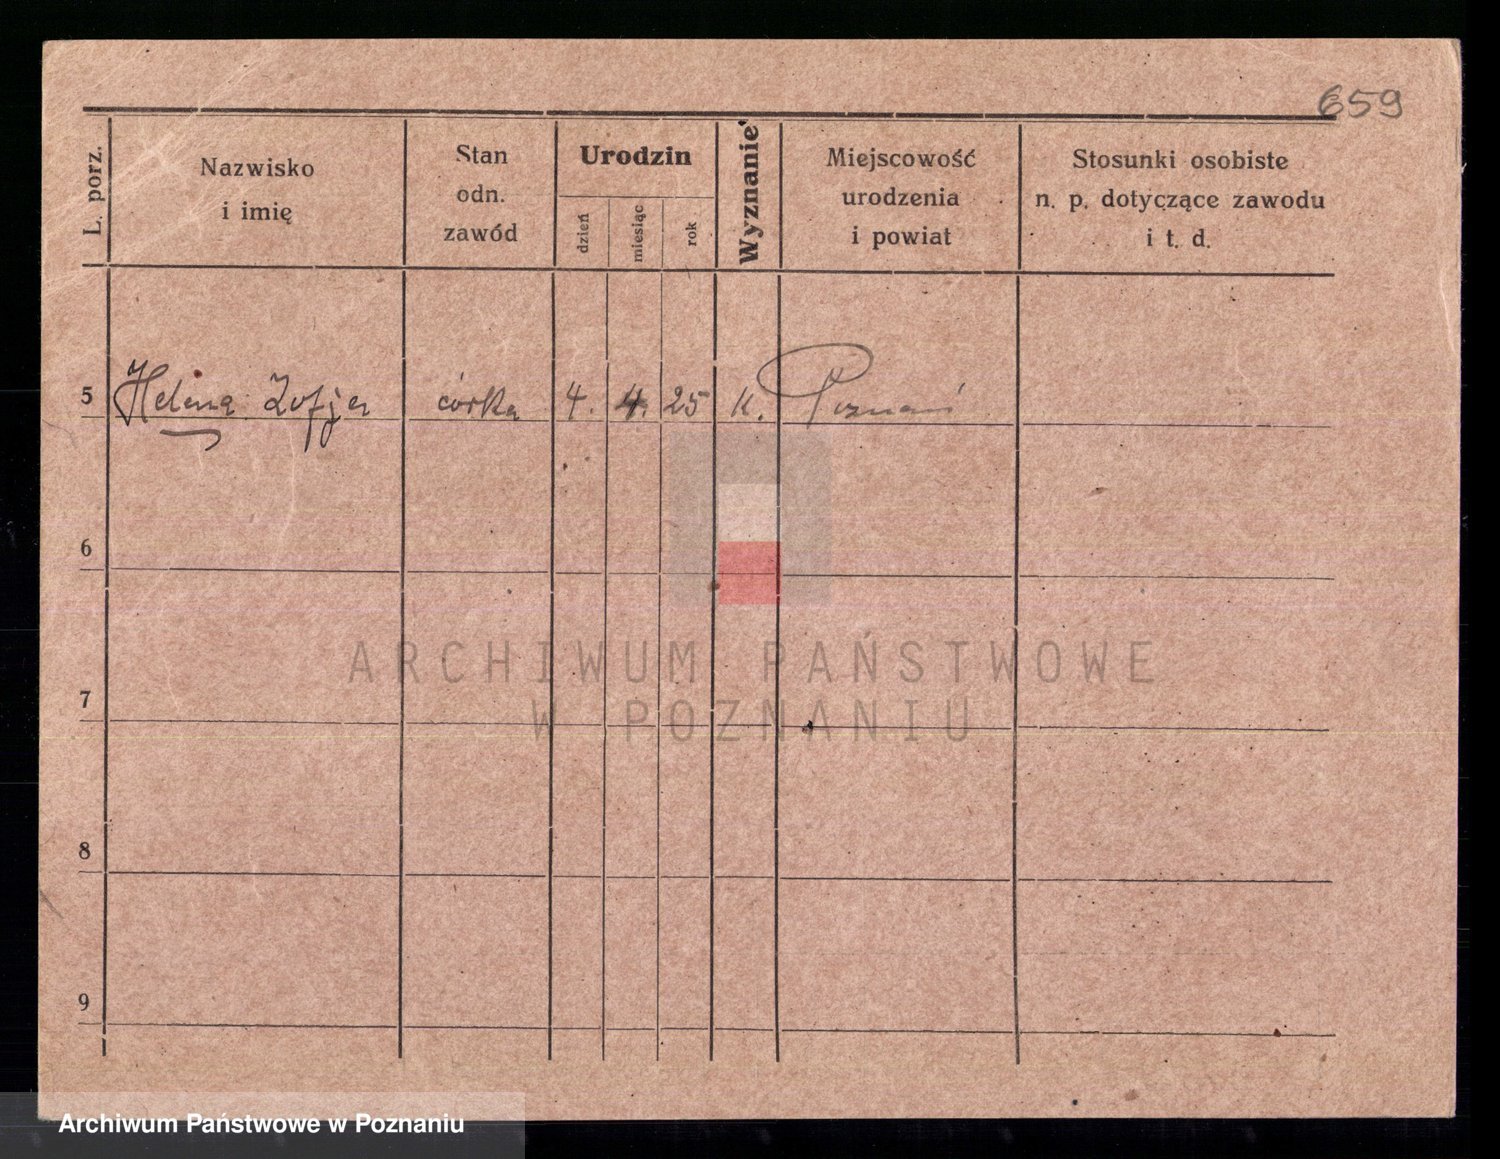 659
L. porz.
Nazwisko
i imię
Stan
odn.
zawód
Urodzin
dzień
miesiąc
rok
Wyznanie
Miejscowość
urodzenia
i powiat
Stosunki osobiste
n. p. dotyczące zawodu
i t. d.
5 Helena Zofja córka 4. 4. 25 K. Poznań
6
7
8
9
ARCHIWUM PAŃSTWOWE
W POZNANIU
Archiwum Państwowe w Poznaniu